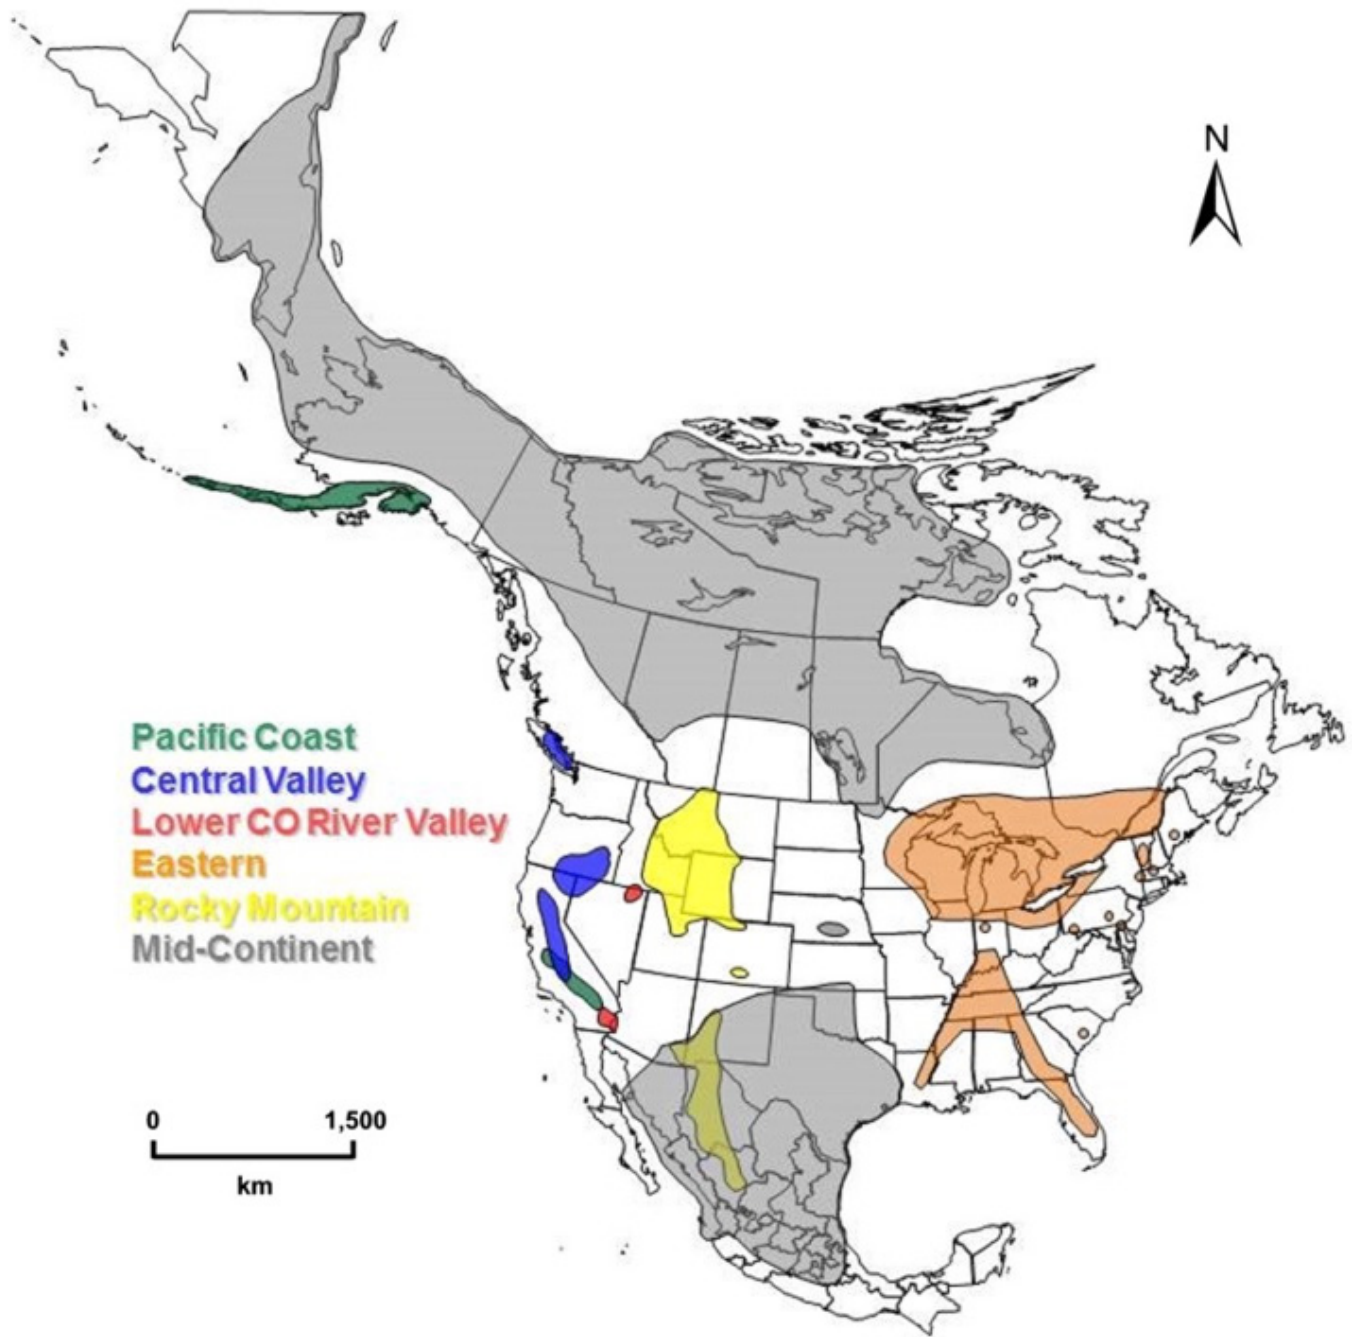 N
Pacific Coast
Central Valley
Lower CO River Valley
Eastern
Rocky Mountain
Mid-Continent
0 1,500
km